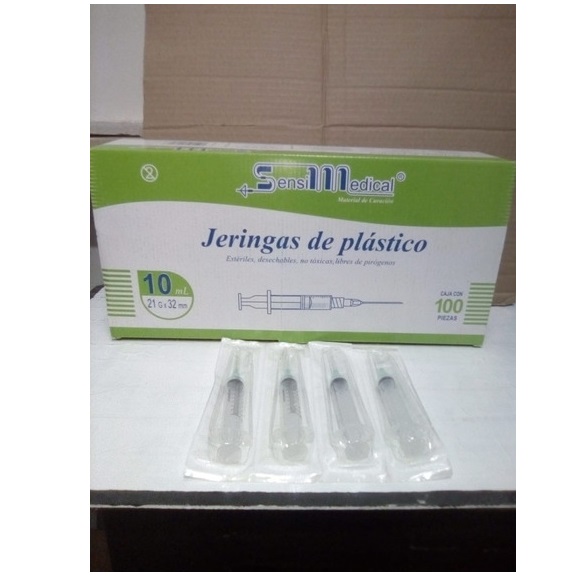 SensiMedical®
Material de Curación
Jeringas de plástico
Estériles, desechables, no tóxicas, libres de pirógenos
10 mL
21 G x 32 mm
CAJA CON
100
PIEZAS